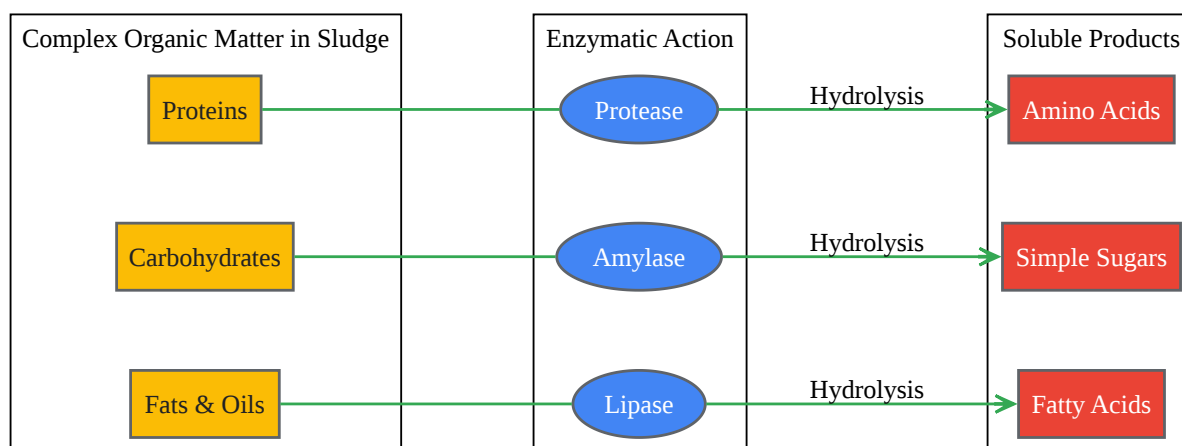 Complex Organic Matter in Sludge
Enzymatic Action
Soluble Products
Proteins
Protease
Hydrolysis
Amino Acids
Carbohydrates
Amylase
Hydrolysis
Simple Sugars
Fats & Oils
Lipase
Hydrolysis
Fatty Acids